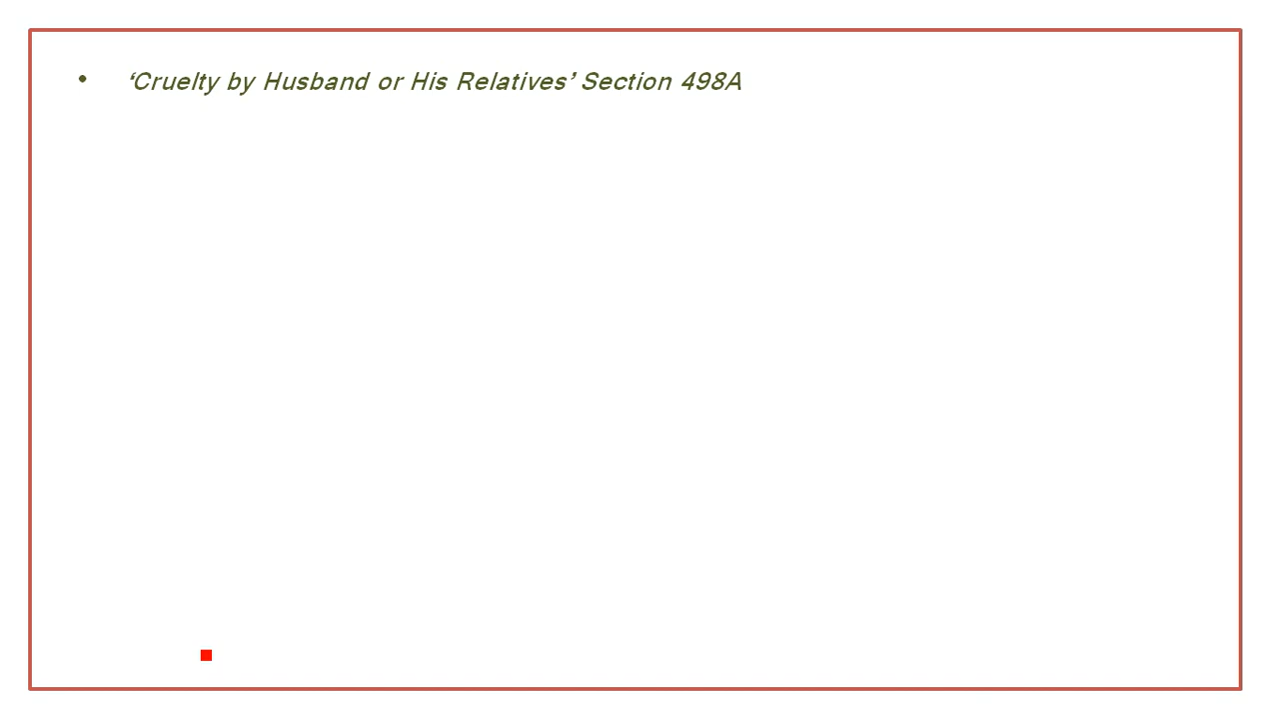 • ‘Cruelty by Husband or His Relatives’ Section 498A